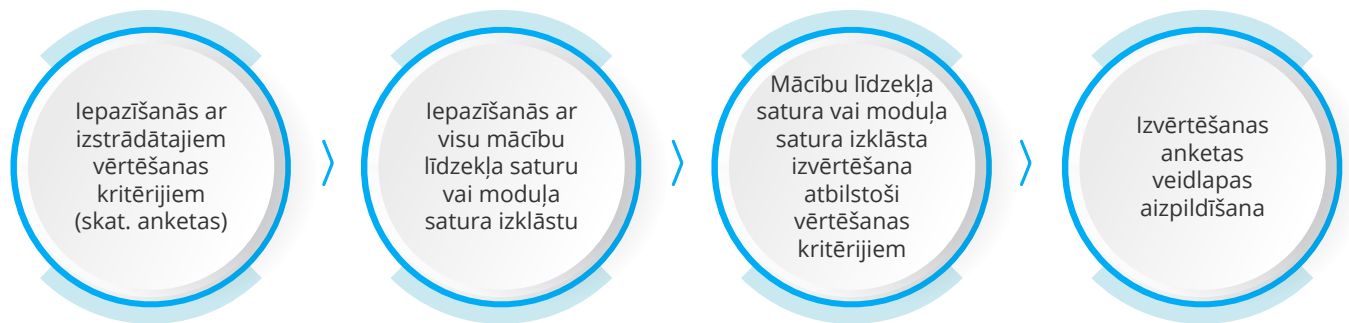 Iepazīšanās ar
izstrādātajiem
vērtēšanas
kritērijiem
(skat. anketas)
Iepazīšanās ar
visu mācību
līdzekļa saturu
vai moduļa
satura izklāstu
Mācību līdzekļa
satura vai moduļa
satura izklāsta
izvērtēšana
atbilstoši
vērtēšanas
kritērijiem
Izvērtēšanas
anketas
veidlapas
aizpildīšana